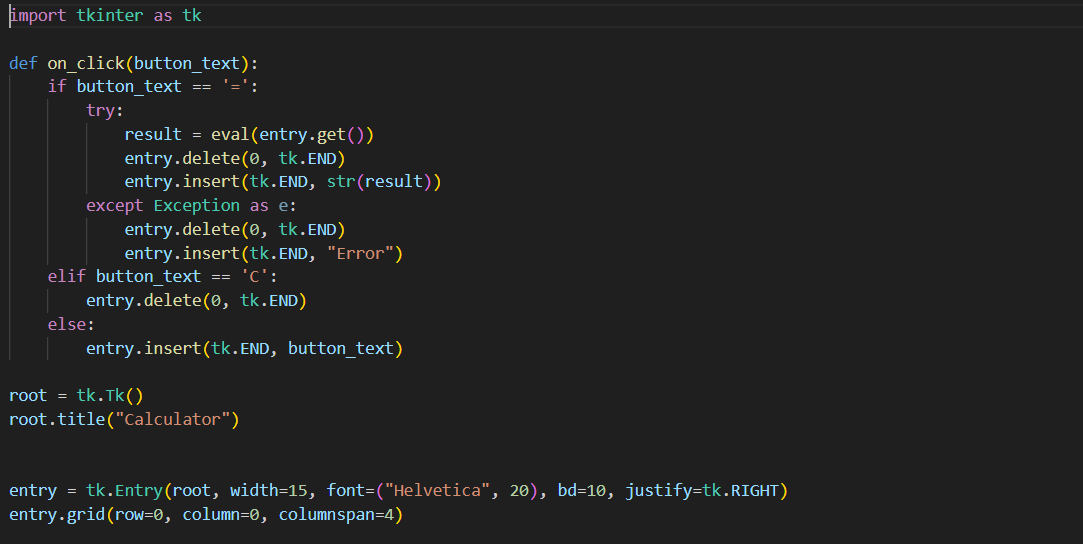 import tkinter as tk
def on_click(button_text):
    if button_text == '=':
        try:
            result = eval(entry.get())
            entry.delete(0, tk.END)
            entry.insert(tk.END, str(result))
        except Exception as e:
            entry.delete(0, tk.END)
            entry.insert(tk.END, "Error")
    elif button_text == 'C':
        entry.delete(0, tk.END)
    else:
        entry.insert(tk.END, button_text)
root = tk.Tk()
root.title("Calculator")
entry = tk.Entry(root, width=15, font=("Helvetica", 20), bd=10, justify=tk.RIGHT)
entry.grid(row=0, column=0, columnspan=4)